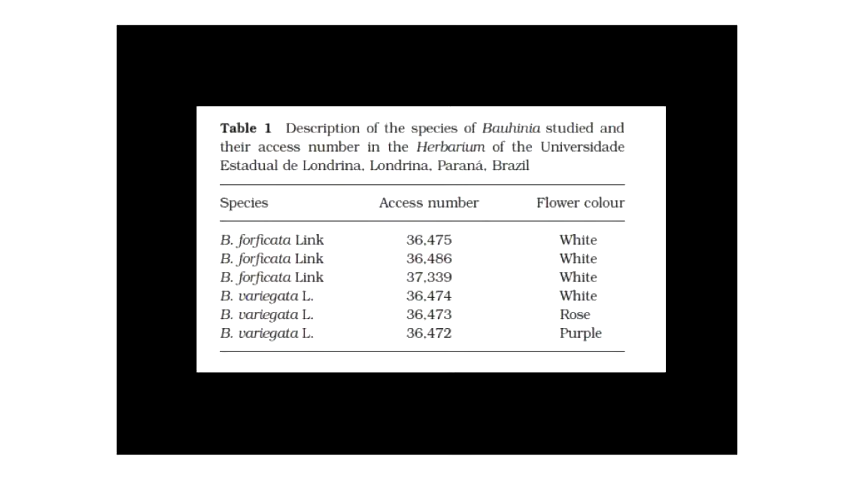 Table 1 Description of the species of Bauhinia studied and
their access number in the Herbarium of the Universidade
Estadual de Londrina, Londrina, Paraná, Brazil
Species Access number Flower colour
B. forficata Link 36,475 White
B. forficata Link 36,486 White
B. forficata Link 37,339 White
B. variegata L. 36,474 White
B. variegata L. 36,473 Rose
B. variegata L. 36,472 Purple